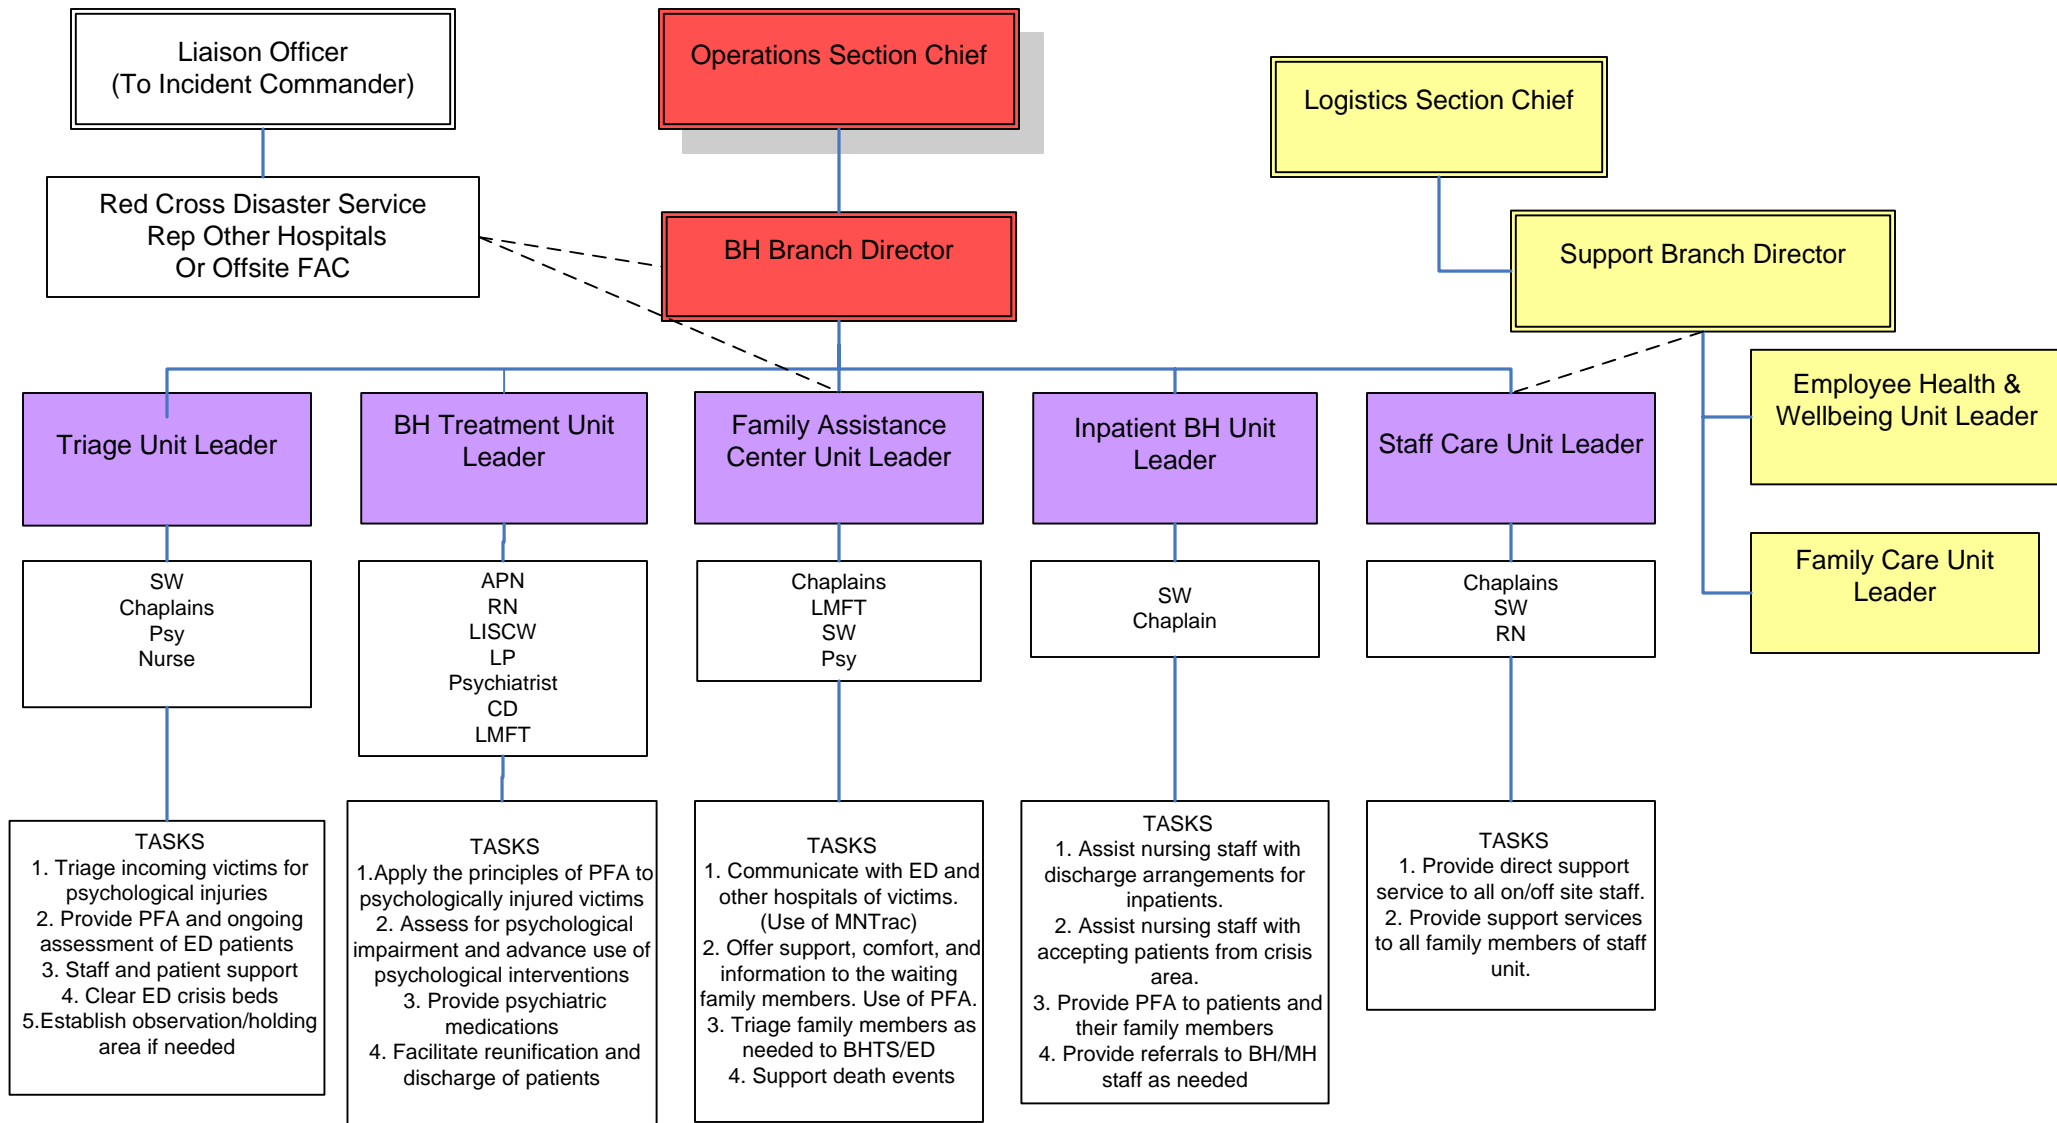 Liaison Officer
(To Incident Commander)
Operations Section Chief
Logistics Section Chief
Red Cross Disaster Service
Rep Other Hospitals
Or Offsite FAC
BH Branch Director
Support Branch Director
Employee Health &
Wellbeing Unit Leader
Family Care Unit
Leader
Triage Unit Leader
BH Treatment Unit
Leader
Family Assistance
Center Unit Leader
Inpatient BH Unit
Leader
Staff Care Unit Leader
SW
Chaplains
Psy
Nurse
APN
RN
LISCW
LP
Psychiatrist
CD
LMFT
Chaplains
LMFT
SW
Psy
SW
Chaplain
Chaplains
SW
RN
TASKS
1. Triage incoming victims for
psychological injuries
2. Provide PFA and ongoing
assessment of ED patients
3. Staff and patient support
4. Clear ED crisis beds
5.Establish observation/holding
area if needed
TASKS
1.Apply the principles of PFA to
psychologically injured victims
2. Assess for psychological
impairment and advance use of
psychological interventions
3. Provide psychiatric
medications
4. Facilitate reunification and
discharge of patients
TASKS
1. Communicate with ED and
other hospitals of victims.
(Use of MNTrac)
2. Offer support, comfort, and
information to the waiting
family members. Use of PFA.
3. Triage family members as
needed to BHTS/ED
4. Support death events
TASKS
1. Assist nursing staff with
discharge arrangements for
inpatients.
2. Assist nursing staff with
accepting patients from crisis
area.
3. Provide PFA to patients and
their family members
4. Provide referrals to BH/MH
staff as needed
TASKS
1. Provide direct support
service to all on/off site staff.
2. Provide support services
to all family members of staff
unit.